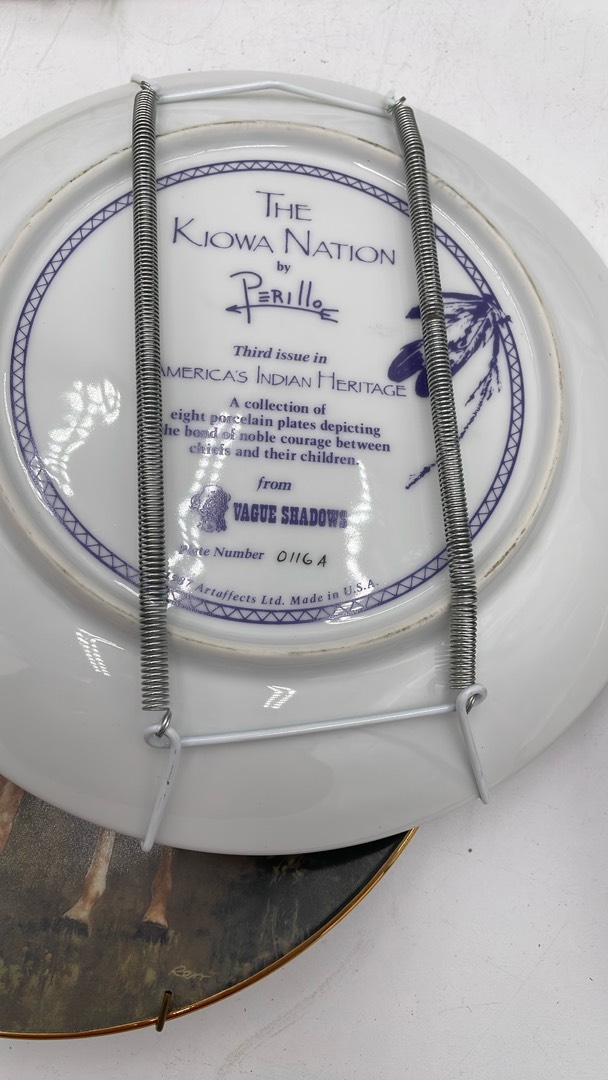 THE
KIOWA NATION
by
PERILLO
Third issue in
AMERICA'S INDIAN HERITAGE
A collection of
eight porcelain plates depicting
the bond of noble courage between
chiefs and their children.
from
VAGUE SHADOWS
Plate Number 0116A
Artaffects Ltd. Made in U.S.A.